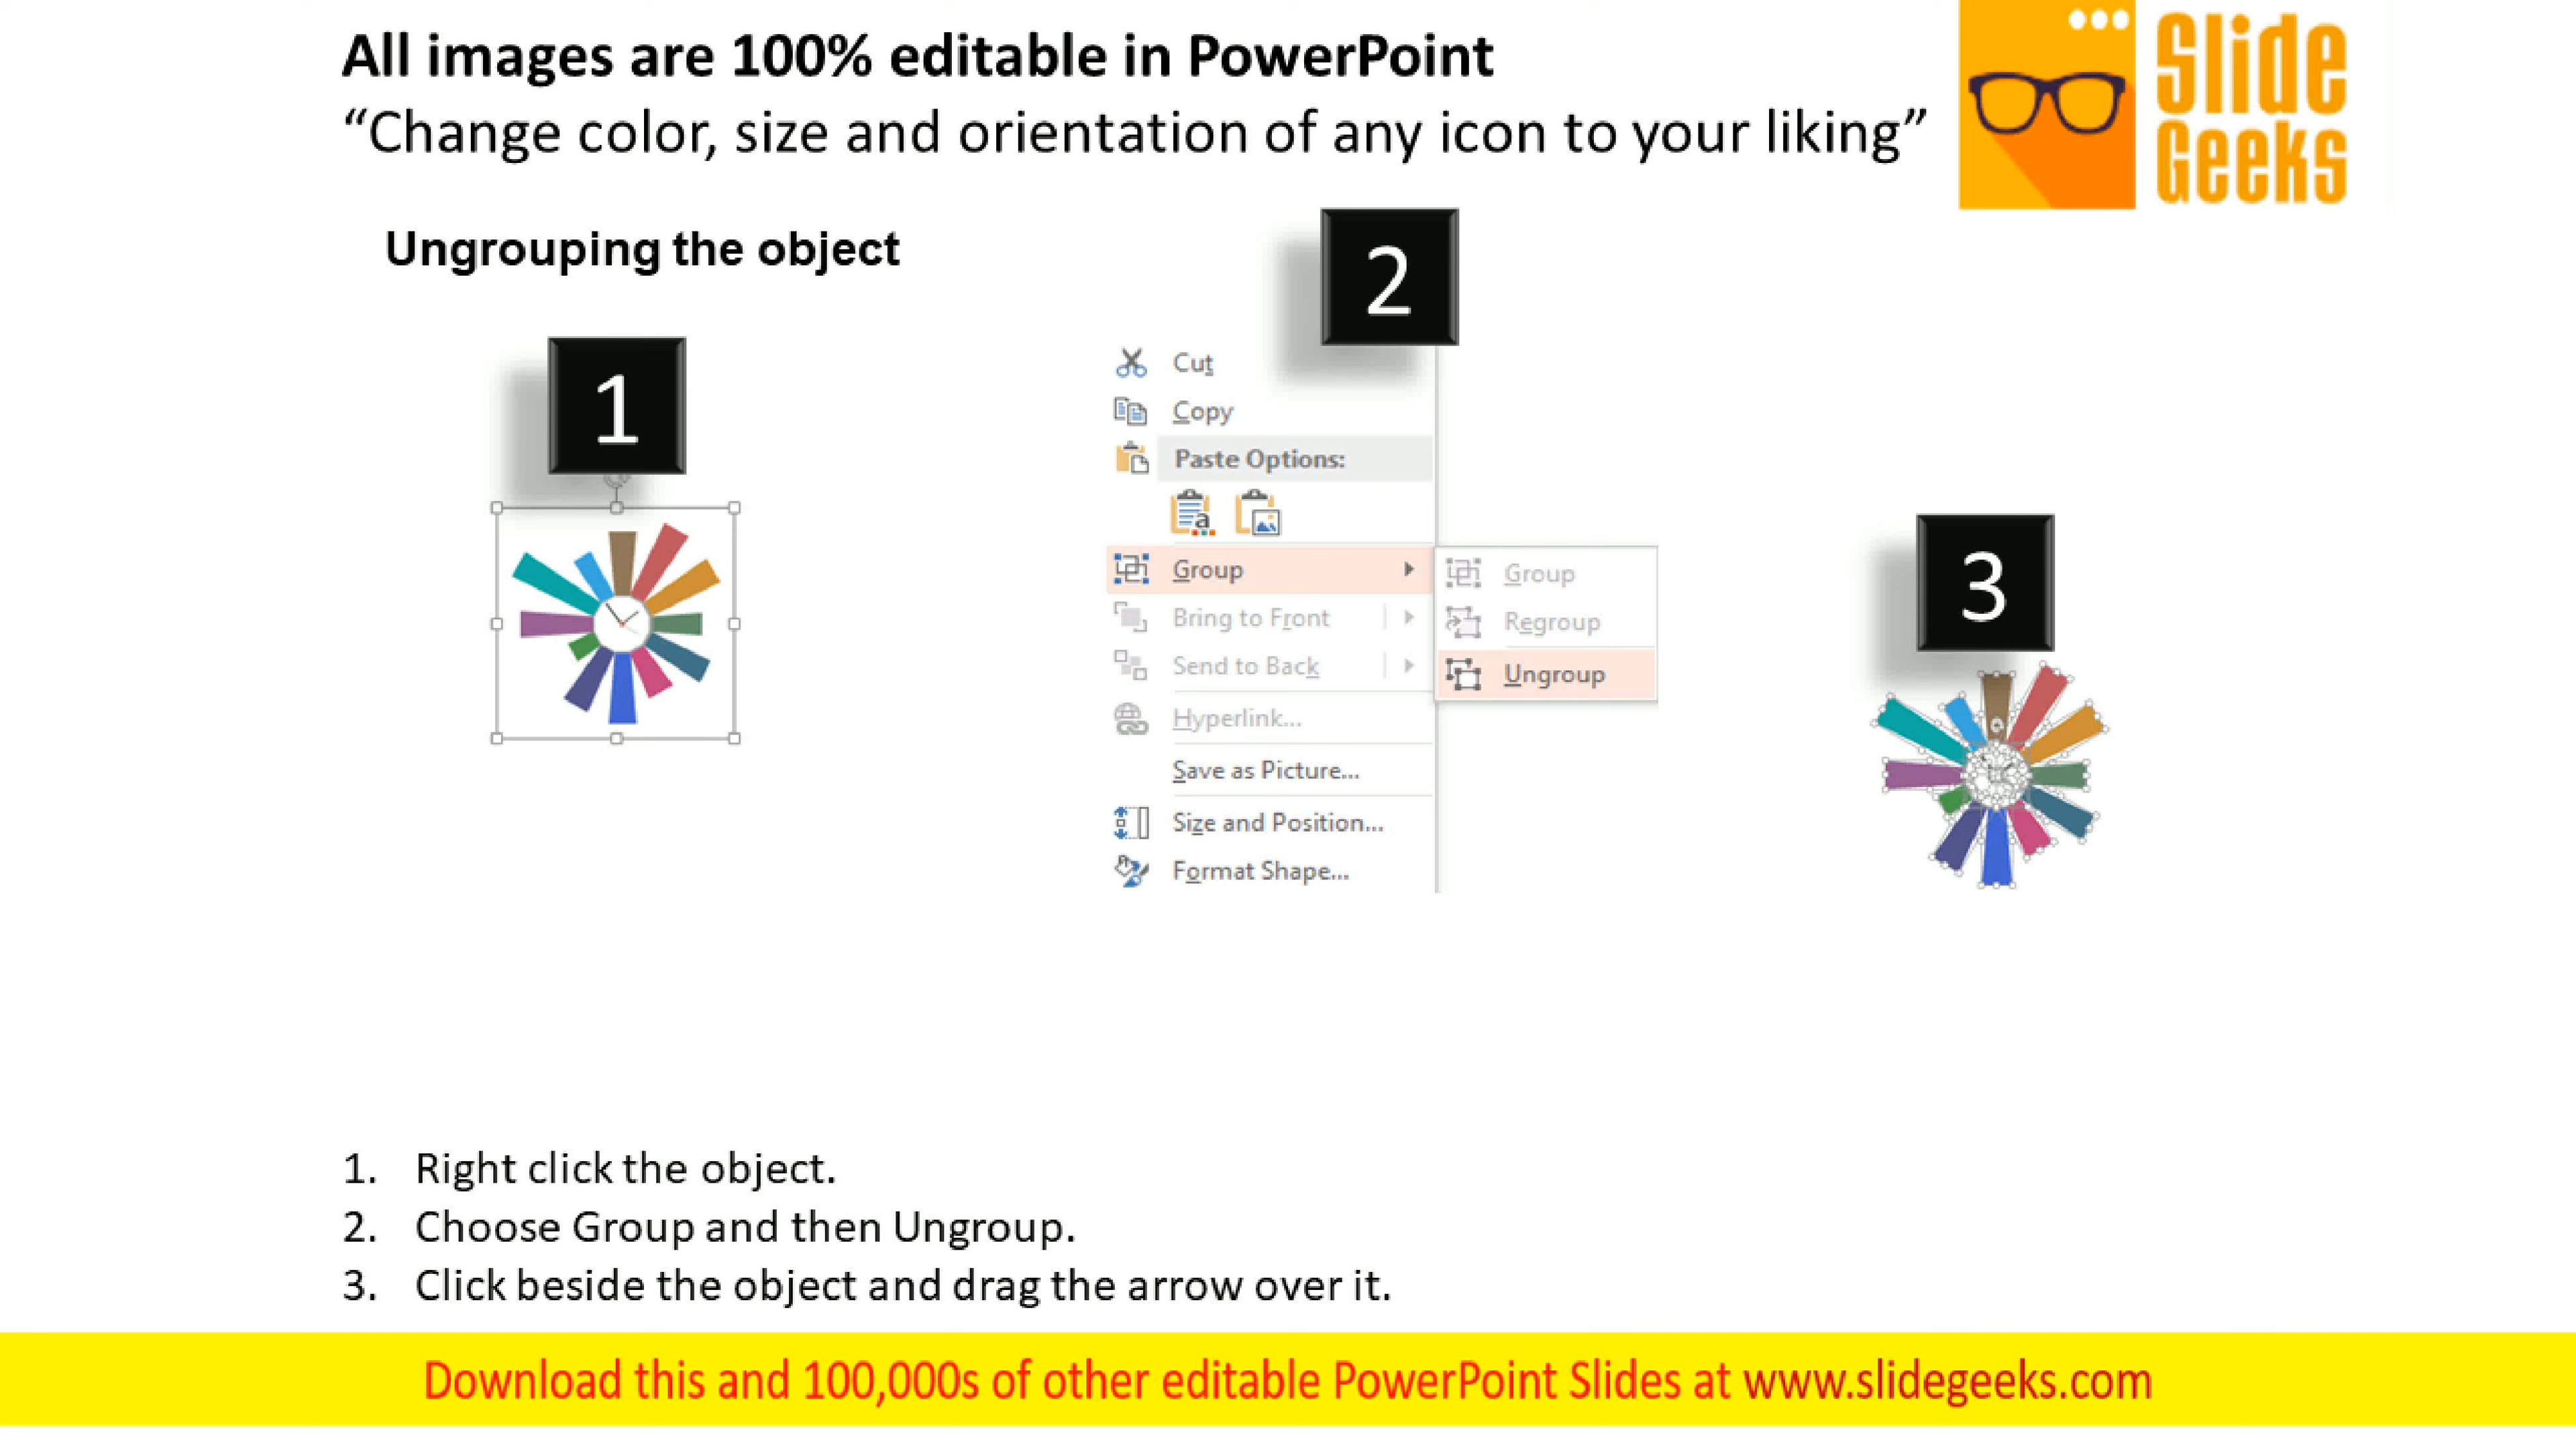 All images are 100% editable in PowerPoint
“Change color, size and orientation of any icon to your liking”
Slide
Geeks
Ungrouping the object
1
2
3
Cut
Copy
Paste Options:
a
Group
Bring to Front
Send to Back
Hyperlink...
Save as Picture...
Size and Position...
Format Shape...
Group
Regroup
Ungroup
1. Right click the object.
2. Choose Group and then Ungroup.
3. Click beside the object and drag the arrow over it.
Download this and 100,000s of other editable PowerPoint Slides at www.slidegeeks.com